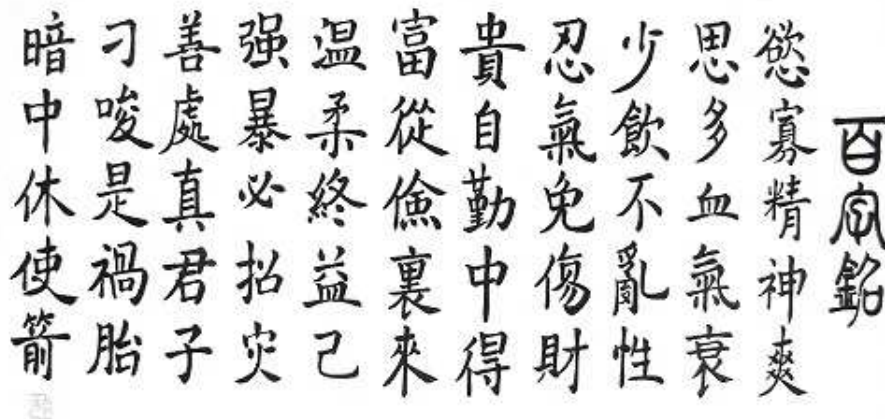 百字銘
慾寡精神爽
思多血氣衰
少飲不亂性
忍氣免傷財
貴自勤中得
富從儉裏來
温柔終益己
强暴必招灾
善處真君子
刁唆是禍胎
暗中休使箭